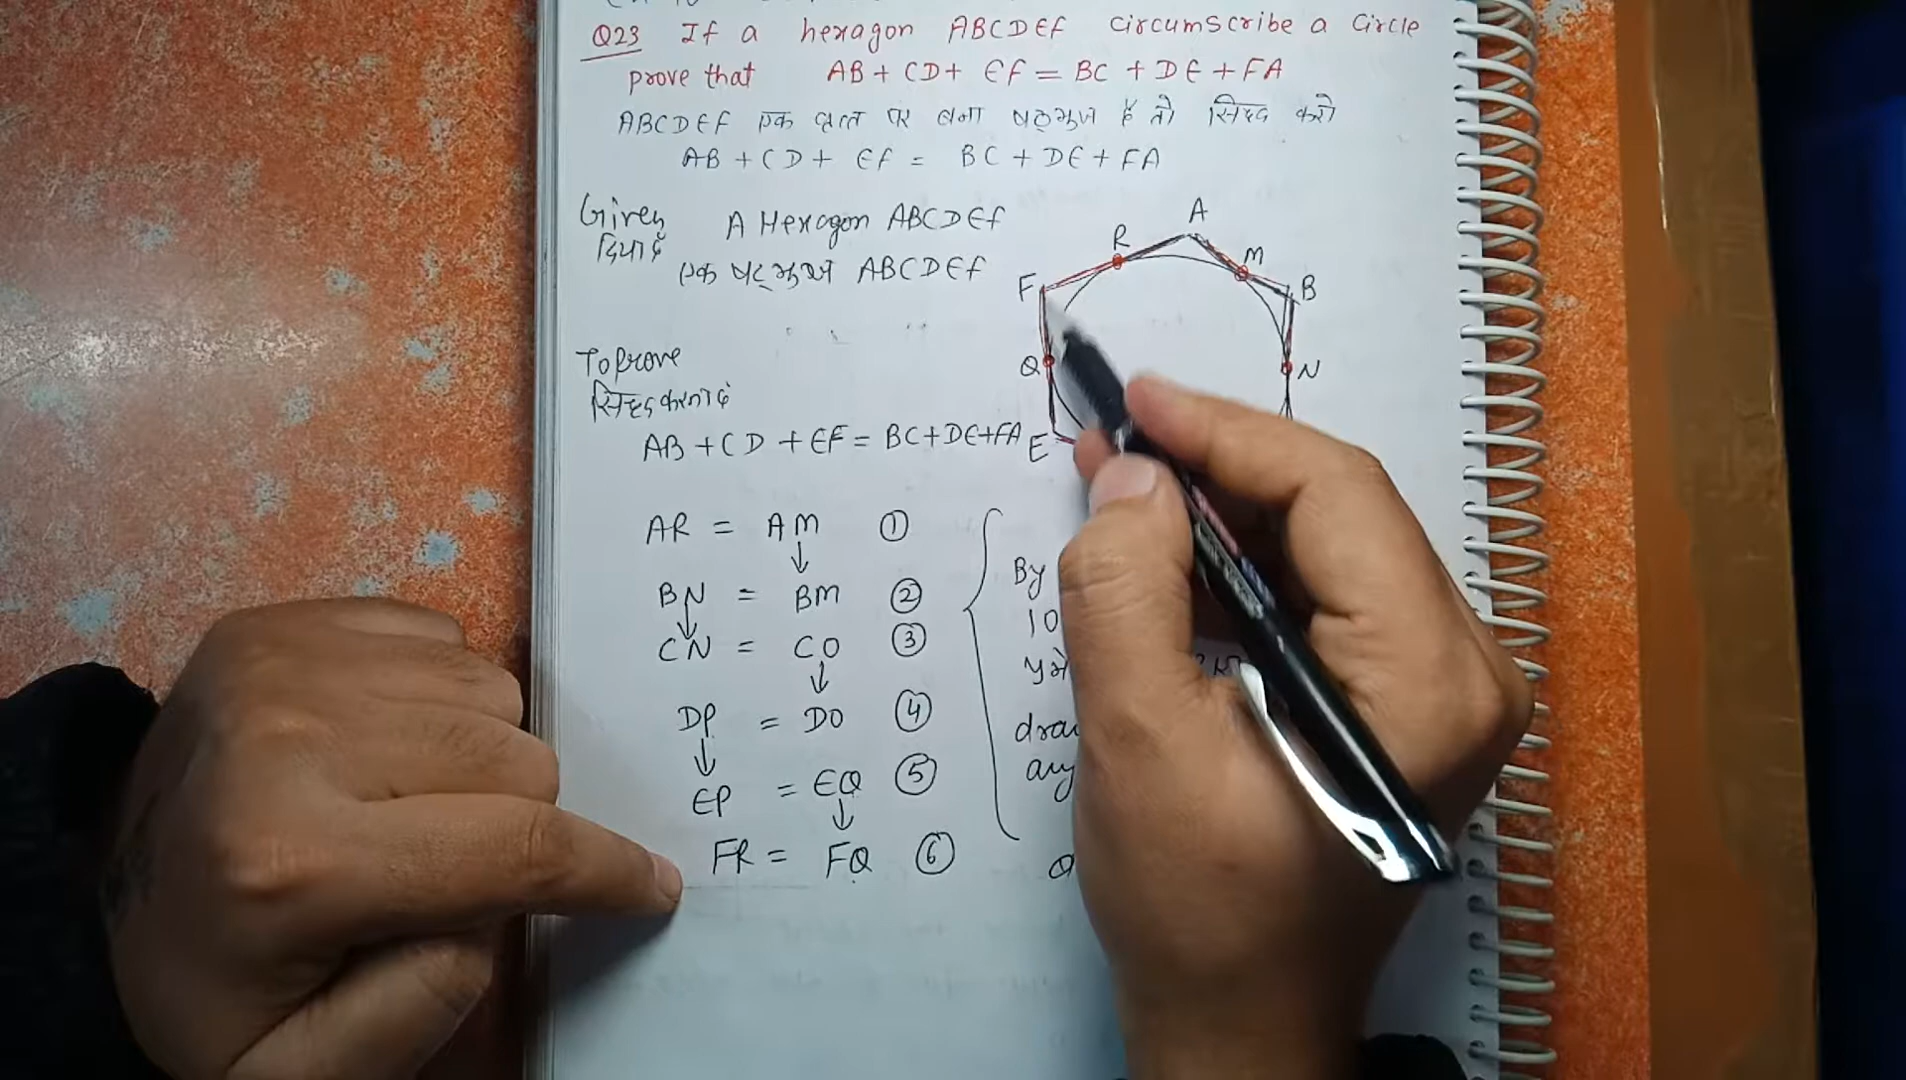 Q23 If a hexagon ABCDEF circumscribe a circle
prove that AB + CD + EF = BC + DE + FA
ABCDEF एक वृत्त पर बना षट्भुज है तो सिद्ध करो
AB + CD + EF = BC + DE + FA
Given A Hexagon ABCDEF
दिया है
एक षट्भुज ABCDEF
A
R
M
F
B
Q
N
E
To prove
सिद्ध करना है
AB + CD + EF = BC + DE + FA
AR = AM ①
BN = BM ②
CN = CO ③
DP = DO ④
EP = EQ ⑤
FR = FQ ⑥
By
10